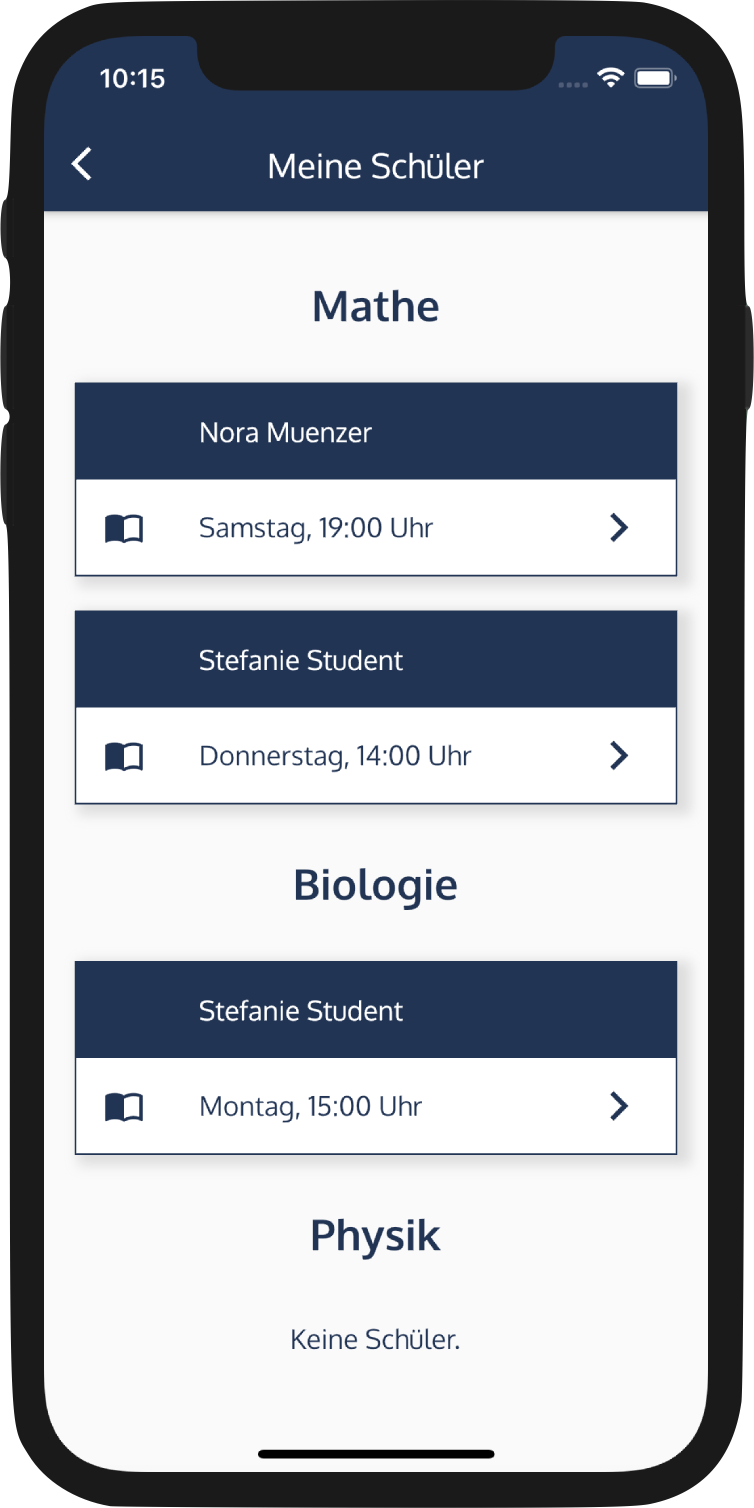 10:15
Meine Schüler
Mathe
Nora Muenzer
Samstag, 19:00 Uhr
Stefanie Student
Donnerstag, 14:00 Uhr
Biologie
Stefanie Student
Montag, 15:00 Uhr
Physik
Keine Schüler.